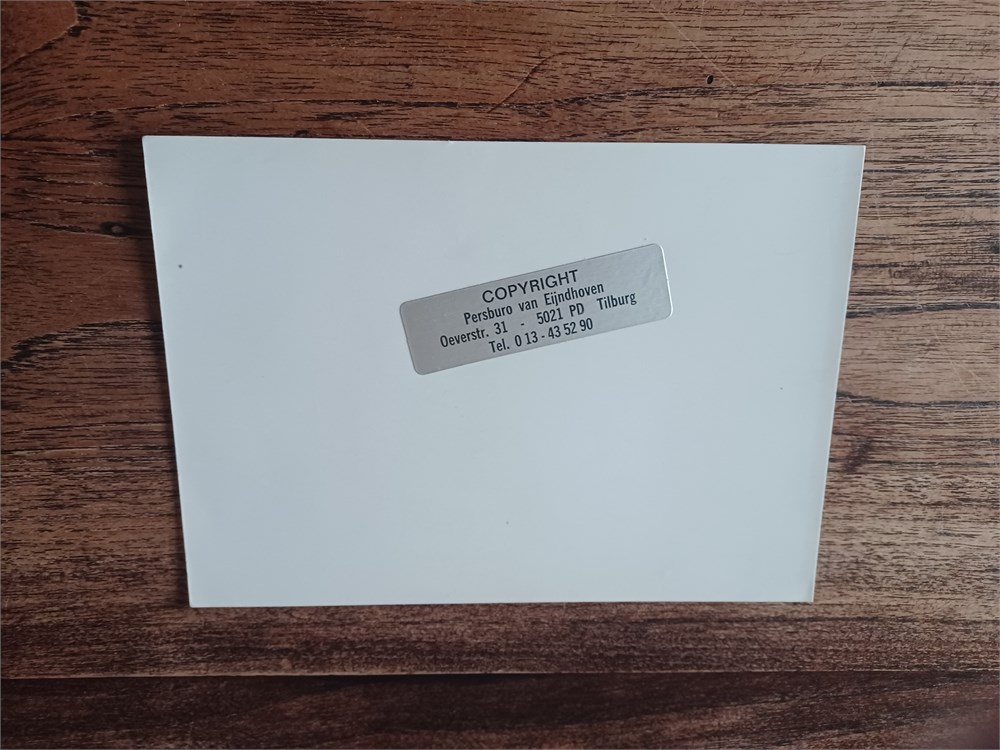 COPYRIGHT
Persburo van Eijndhoven
Oeverstr. 31 - 5021 PD Tilburg
Tel. 0 13 - 43 52 90